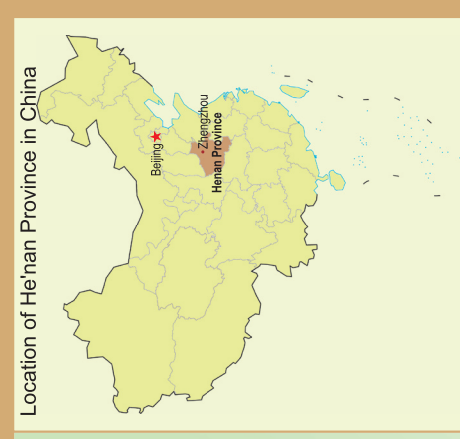 Location of He'nan Province in China
Beijing
Zhengzhou
Henan Province